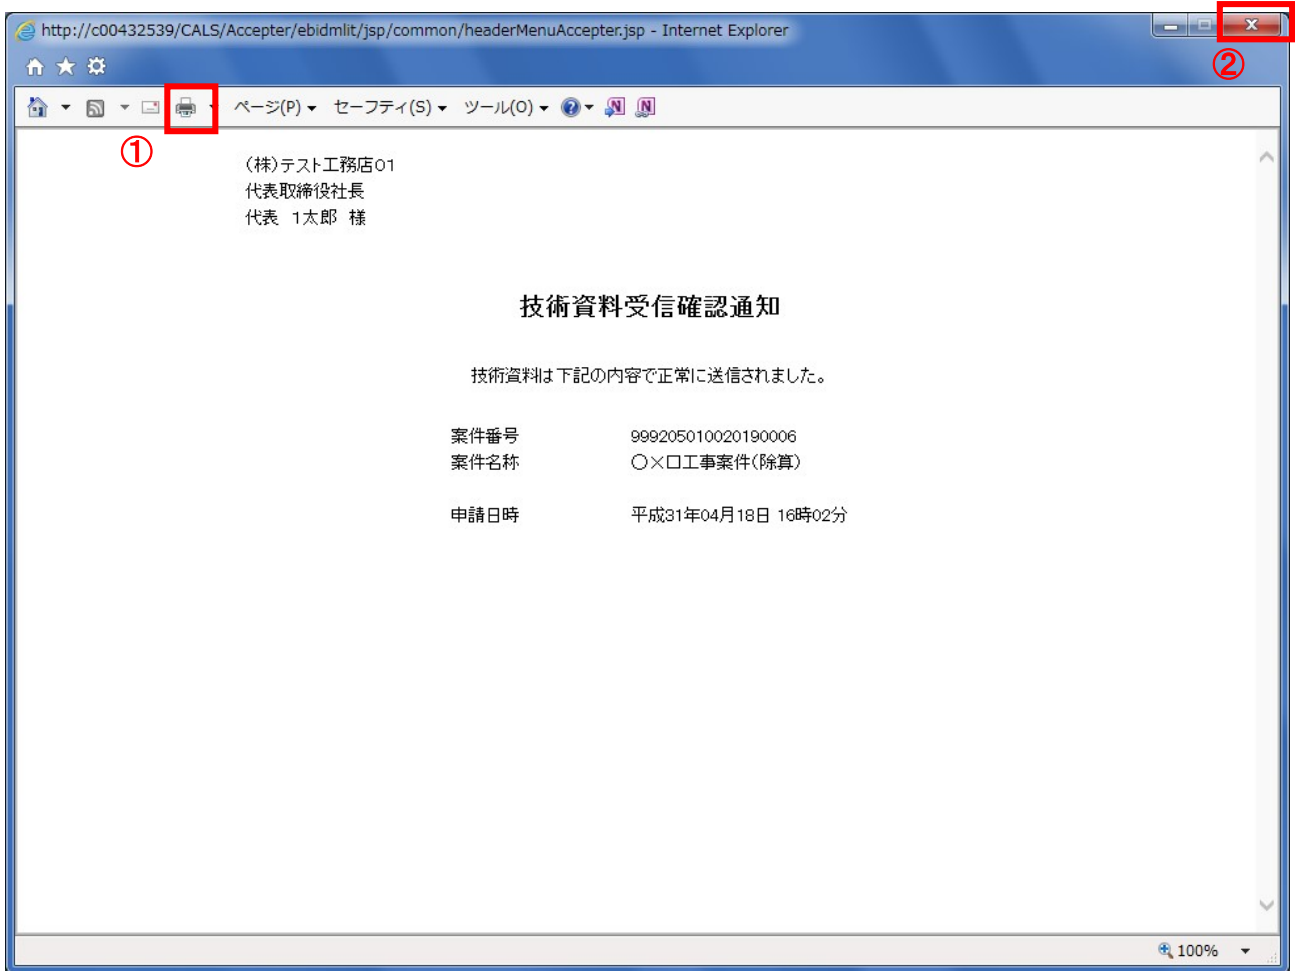 http://c00432539/CALS/Accepter/ebidmlit/jsp/common/headerMenuAccepter.jsp - Internet Explorer
②
ページ(P) セーフティ(S) ツール(O)
①
(株)テスト工務店01
代表取締役社長
代表 1太郎 様
技術資料受信確認通知
技術資料は下記の内容で正常に送信されました。
案件番号 999205010020190006
案件名称 〇×口工事案件(除算)
申請日時 平成31年04月18日 16時02分
100%